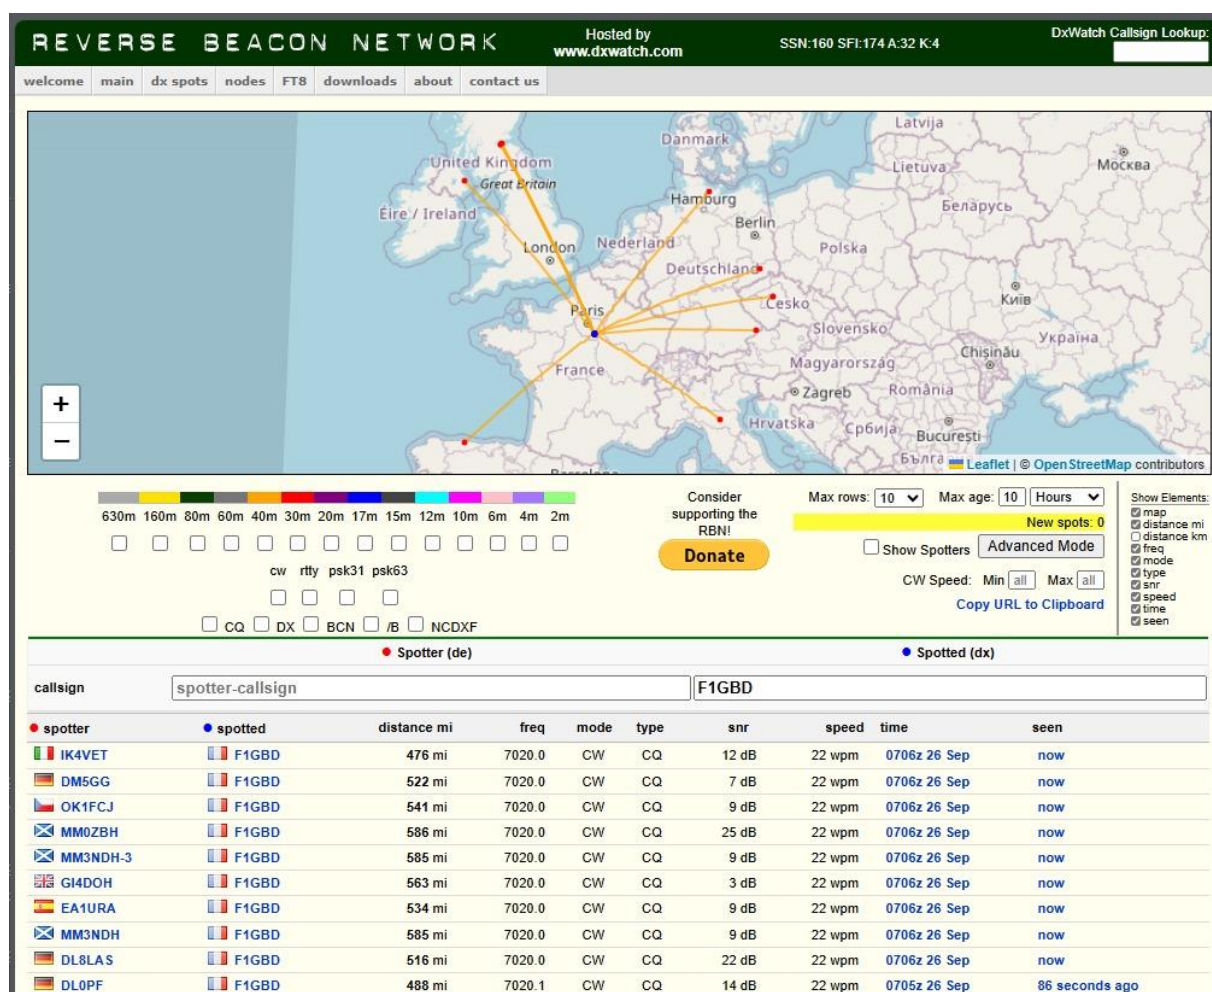 REVERSE BEACON NETWORK
Hosted by
www.dxwatch.com
SSN:160 SFI:174 A:32 K:4
DxWatch Callsign Lookup:
welcome main dx spots nodes FT8 downloads about contact us
Latvija
Danmark
Москва
United Kingdom
Lietuva
Great Britain
Hamburg
Беларусь
Éire / Ireland
Berlin
London
Nederland
Polska
Deutschland
Київ
Česko
Paris
Slovensko
Україна
Chișinău
France
Magyarország
Zagreb
România
+
Hrvatska
Србија
București
−
Barcelona
Бълга
Leaflet | © OpenStreetMap contributors
630m 160m 80m 60m 40m 30m 20m 17m 15m 12m 10m 6m 4m 2m
cw rtty psk31 psk63
CQ DX BCN /B NCDXF
Consider
supporting the
RBN!
Donate
Max rows: 10 Max age: 10 Hours
New spots: 0
Show Spotters Advanced Mode
CW Speed: Min all Max all
Copy URL to Clipboard
Show Elements:
map
distance mi
distance km
freq
mode
type
snr
speed
time
seen
Spotter (de) Spotted (dx)
callsign spotter-callsign F1GBD
spotter spotted distance mi freq mode type snr speed time seen
IK4VET F1GBD 476 mi 7020.0 CW CQ 12 dB 22 wpm 0706z 26 Sep now
DM5GG F1GBD 522 mi 7020.0 CW CQ 7 dB 22 wpm 0706z 26 Sep now
OK1FCJ F1GBD 541 mi 7020.0 CW CQ 9 dB 22 wpm 0706z 26 Sep now
MM0ZBH F1GBD 586 mi 7020.0 CW CQ 25 dB 22 wpm 0706z 26 Sep now
MM3NDH-3 F1GBD 585 mi 7020.0 CW CQ 9 dB 22 wpm 0706z 26 Sep now
GI4DOH F1GBD 563 mi 7020.0 CW CQ 3 dB 22 wpm 0706z 26 Sep now
EA1URA F1GBD 534 mi 7020.0 CW CQ 9 dB 22 wpm 0706z 26 Sep now
MM3NDH F1GBD 585 mi 7020.0 CW CQ 9 dB 22 wpm 0706z 26 Sep now
DL8LAS F1GBD 516 mi 7020.0 CW CQ 22 dB 22 wpm 0706z 26 Sep now
DL0PF F1GBD 488 mi 7020.1 CW CQ 14 dB 22 wpm 0705z 26 Sep 86 seconds ago